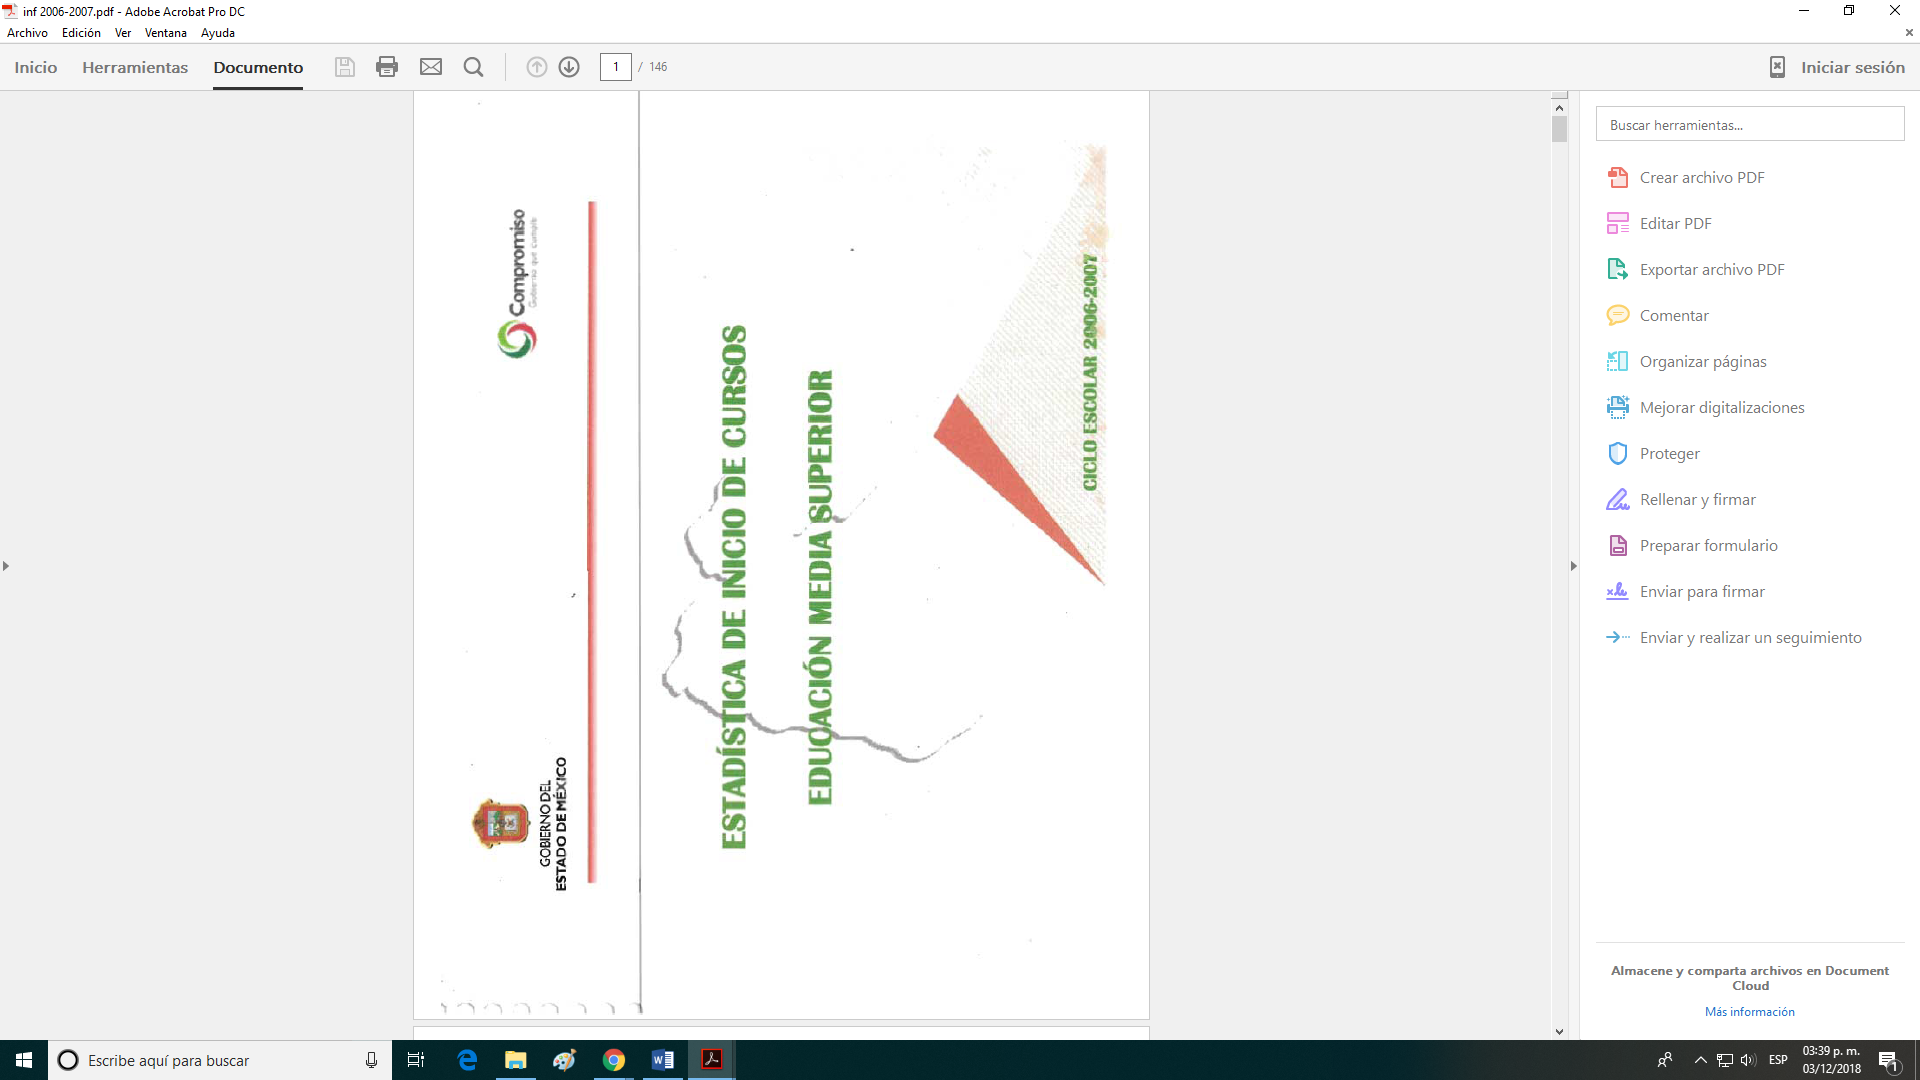 inf 2006-2007.pdf - Adobe Acrobat Pro DC
Archivo Edición Ver Ventana Ayuda
Inicio Herramientas Documento 1 / 146 Iniciar sesión
GOBIERNO DEL
ESTADO DE MÉXICO
Compromiso
Gobierno que cumple
ESTADÍSTICA DE INICIO DE CURSOS
EDUCACIÓN MEDIA SUPERIOR
CICLO ESCOLAR 2006-2007
Buscar herramientas...
Crear archivo PDF
Editar PDF
Exportar archivo PDF
Comentar
Organizar páginas
Mejorar digitalizaciones
Proteger
Rellenar y firmar
Preparar formulario
Enviar para firmar
Enviar y realizar un seguimiento
Almacene y comparta archivos en Document
Cloud
Más información
Escribe aquí para buscar
ESP
03:39 p. m.
03/12/2018
1